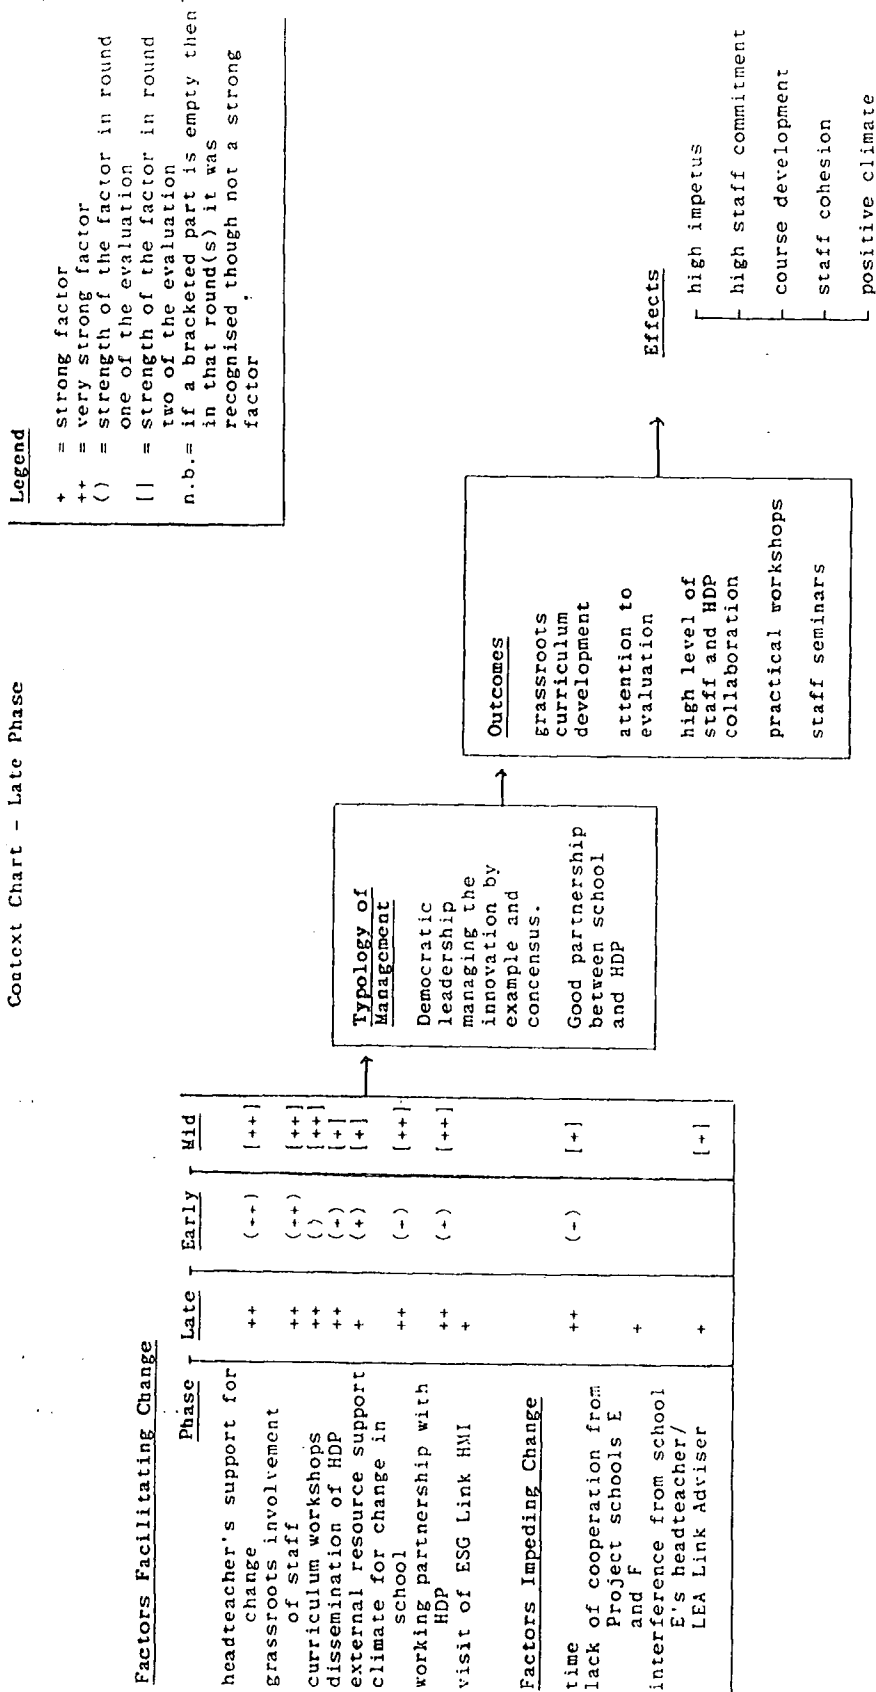 Context Chart – Late Phase
Legend
+ = strong factor
++ = very strong factor
() = strength of the factor in round
one of the evaluation
[] = strength of the factor in round
two of the evaluation
n.b.= if a bracketed part is empty then
in that round(s) it was
recognised though not a strong
factor
Factors Facilitating Change
Phase Late Early Mid
headteacher's support for
change ++ (++) [++]
grassroots involvement
of staff ++ (++) [++]
curriculum workshops ++ () [++]
dissemination of HDP ++ (+) [+]
external resource support + (+) [+]
climate for change in
school ++ (+) [++]
working partnership with
HDP ++ (+) [++]
visit of ESG Link HMI +
Factors Impeding Change
time ++ (+) [+]
lack of cooperation from
Project schools E
and F +
interference from school
E's headteacher/
LEA Link Adviser + [+]
Typology of
Management
Democratic
leadership
managing the
innovation by
example and
concensus.
Good partnership
between school
and HDP
Outcomes
grassroots
curriculum
development
attention to
evaluation
high level of
staff and HDP
collaboration
practical workshops
staff seminars
Effects
high impetus
high staff commitment
course development
staff cohesion
positive climate